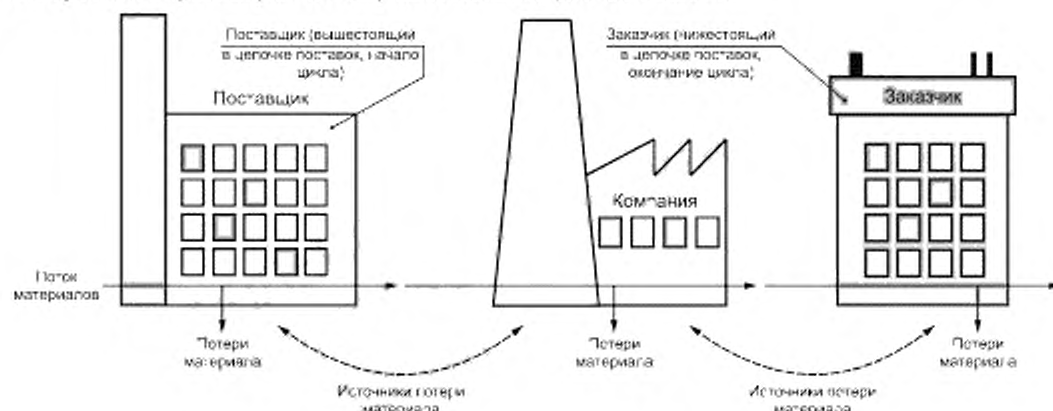 Поставщик (вышестоящий
в цепочке поставок, начало
цикла)
Поставщик
Заказчик (нижестоящий
в цепочке поставок,
окончание цикла)
Заказчик
Компания
Поток
материалов
Потери
материала
Потери
материала
Потери
материала
Источники потери
материала
Источники потери
материала